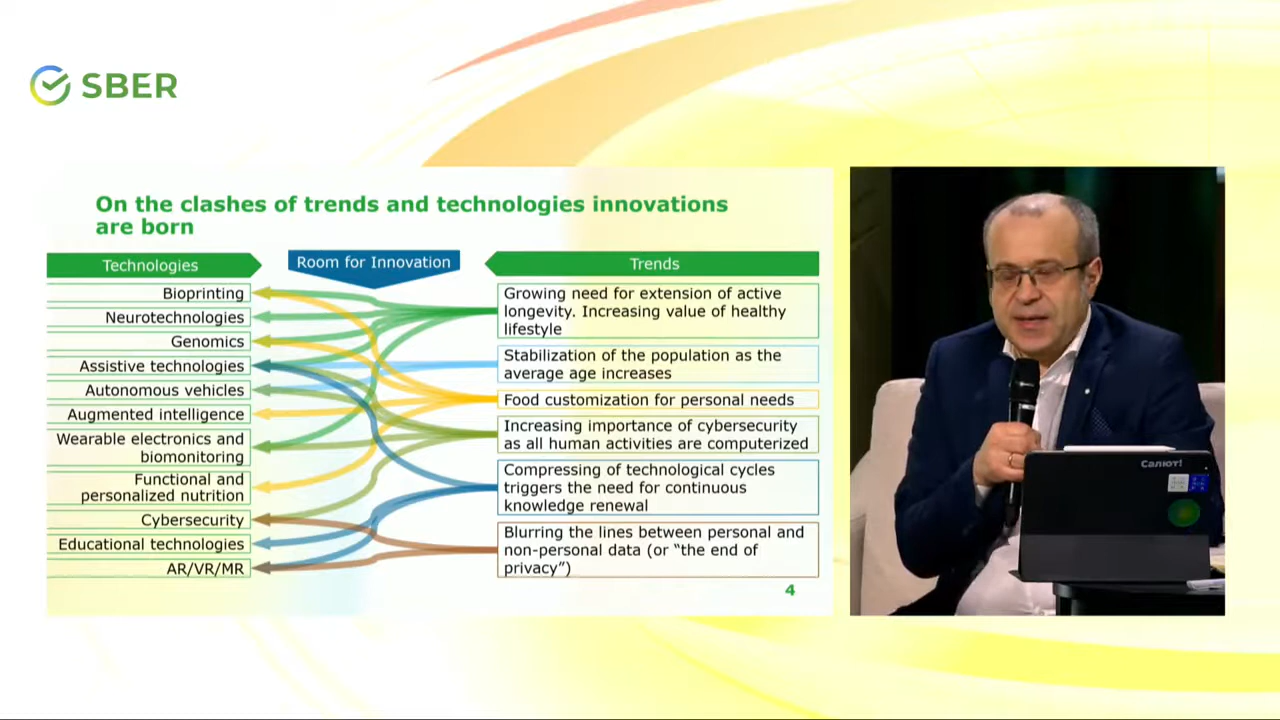 SBER
On the clashes of trends and technologies innovations
are born
Technologies
Room for Innovation
Trends
Bioprinting
Neurotechnologies
Genomics
Assistive technologies
Autonomous vehicles
Augmented intelligence
Wearable electronics and
biomonitoring
Functional and
personalized nutrition
Cybersecurity
Educational technologies
AR/VR/MR
Growing need for extension of active
longevity. Increasing value of healthy
lifestyle
Stabilization of the population as the
average age increases
Food customization for personal needs
Increasing importance of cybersecurity
as all human activities are computerized
Compressing of technological cycles
triggers the need for continuous
knowledge renewal
Blurring the lines between personal and
non-personal data (or “the end of
privacy”)
4
Салют!